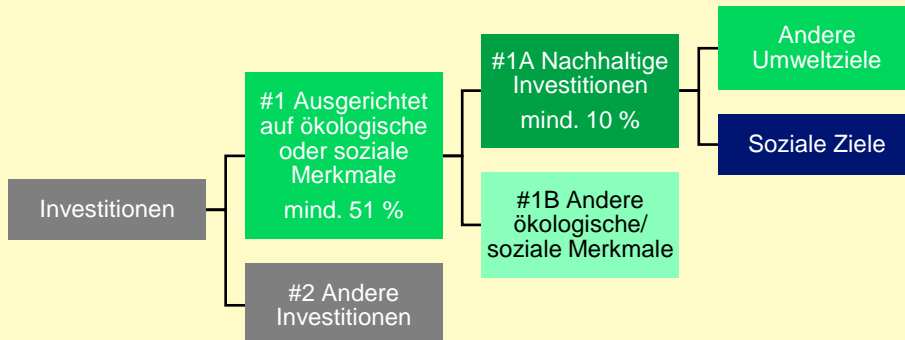 Investitionen
#1 Ausgerichtet
auf ökologische
oder soziale
Merkmale
mind. 51 %
#2 Andere
Investitionen
#1A Nachhaltige
Investitionen
mind. 10 %
#1B Andere
ökologische/
soziale Merkmale
Andere
Umweltziele
Soziale Ziele